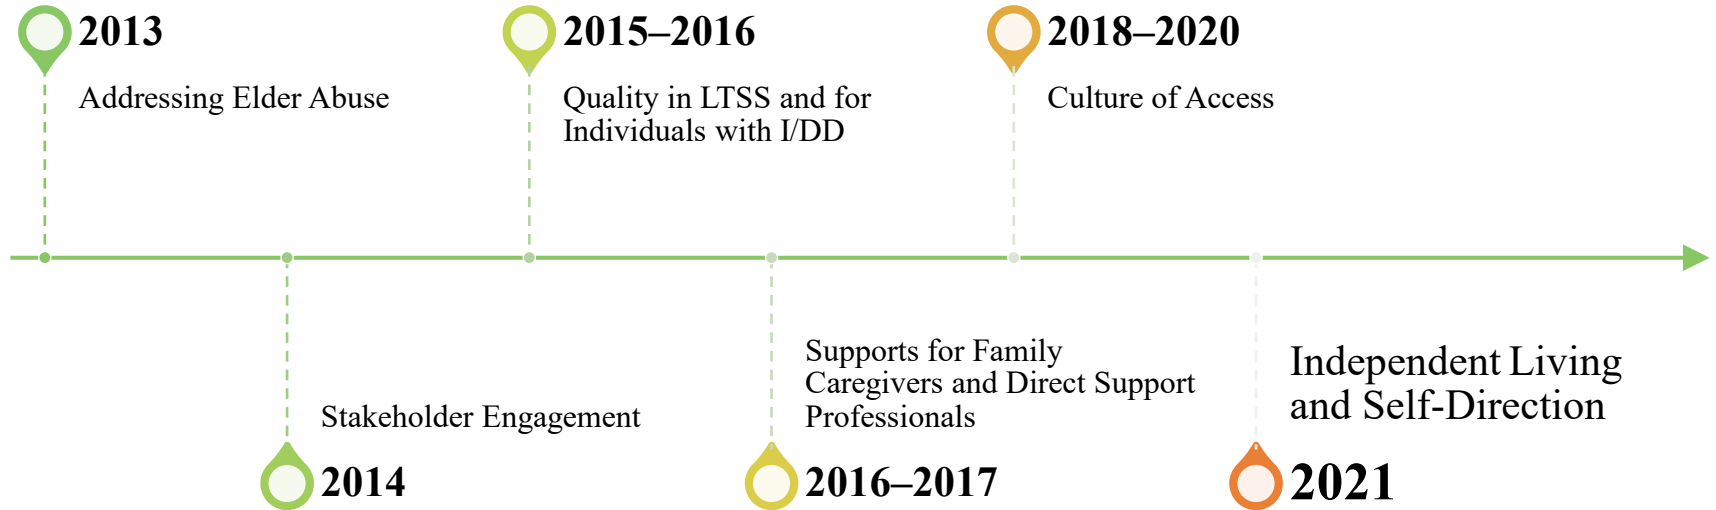 2013
Addressing Elder Abuse
2015–2016
Quality in LTSS and for
Individuals with I/DD
2018–2020
Culture of Access
Stakeholder Engagement
2014
Supports for Family
Caregivers and Direct Support
Professionals
2016–2017
Independent Living
and Self-Direction
2021